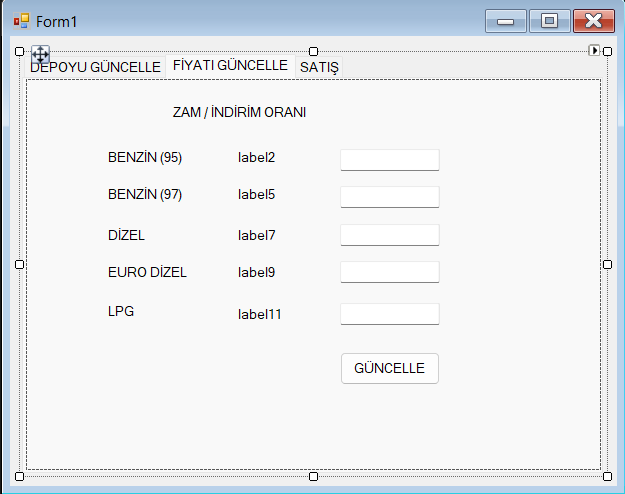 Form1
DEPOYU GÜNCELLE FİYATI GÜNCELLE SATIŞ
ZAM / İNDİRİM ORANI
BENZİN (95) label2
BENZİN (97) label5
DİZEL label7
EURO DİZEL label9
LPG label11
GÜNCELLE